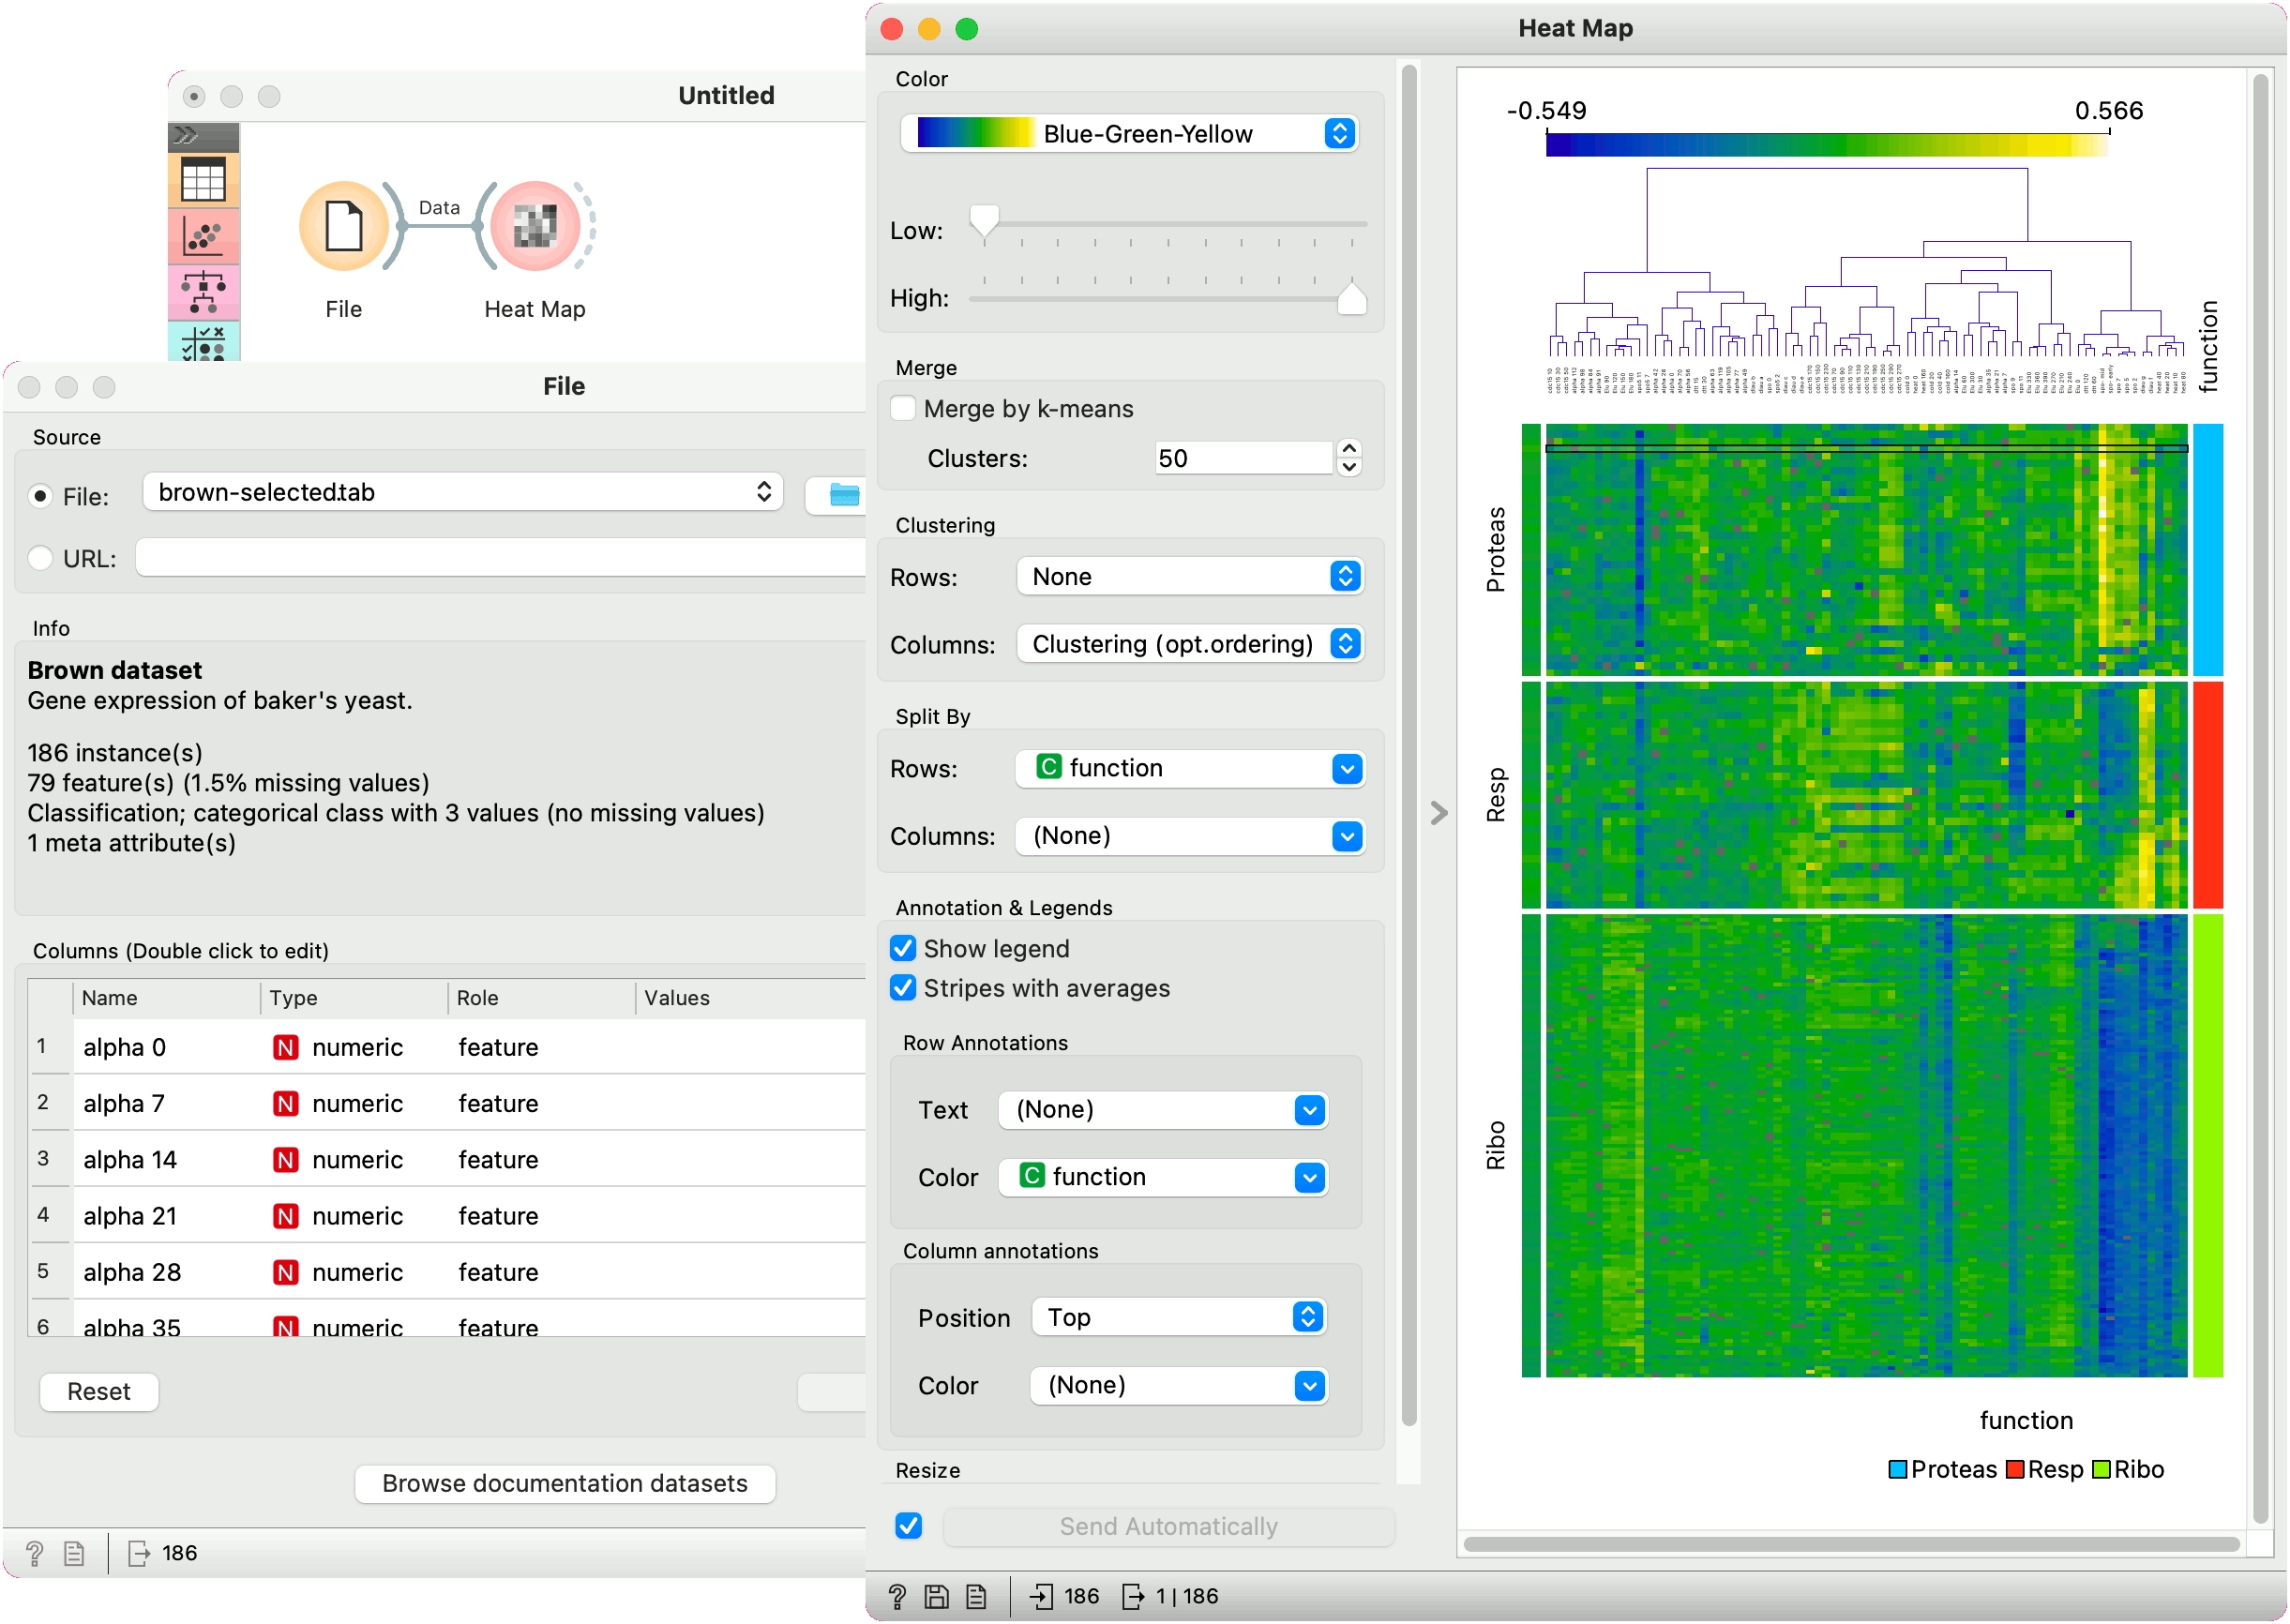 Untitled
Data
File
Heat Map
File
Source
File:
brown-selected.tab
URL:
Info
Brown dataset
Gene expression of baker's yeast.
186 instance(s)
79 feature(s) (1.5% missing values)
Classification; categorical class with 3 values (no missing values)
1 meta attribute(s)
Columns (Double click to edit)
Name Type Role Values
1 alpha 0 N numeric feature
2 alpha 7 N numeric feature
3 alpha 14 N numeric feature
4 alpha 21 N numeric feature
5 alpha 28 N numeric feature
6 alpha 35 N numeric feature
Reset
Browse documentation datasets
? 186
Heat Map
Color
Blue-Green-Yellow
Low:
High:
Merge
Merge by k-means
Clusters: 50
Clustering
Rows: None
Columns: Clustering (opt.ordering)
Split By
Rows: C function
Columns: (None)
Annotation & Legends
Show legend
Stripes with averages
Row Annotations
Text (None)
Color C function
Column annotations
Position Top
Color (None)
Resize
Send Automatically
? 186 1 | 186
-0.549 0.566
function
Proteas
Resp
Ribo
function
Proteas Resp Ribo